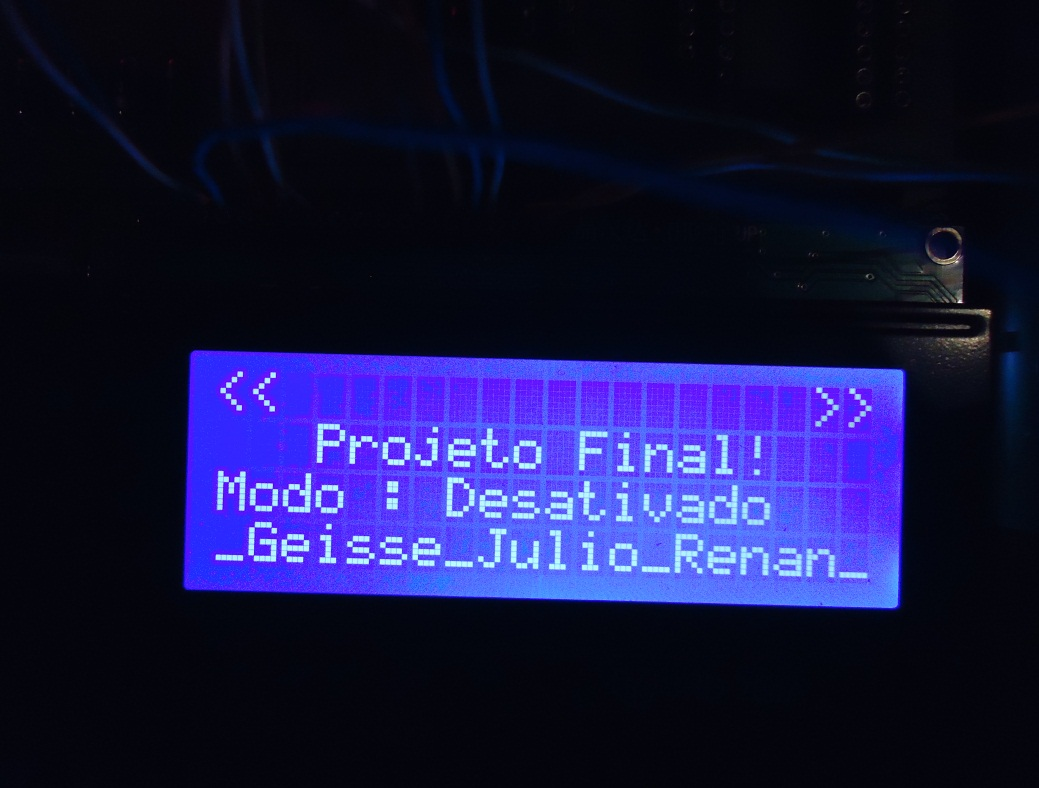 << >>
Projeto Final!
Modo : Desativado
_Geisse_Julio_Renan_